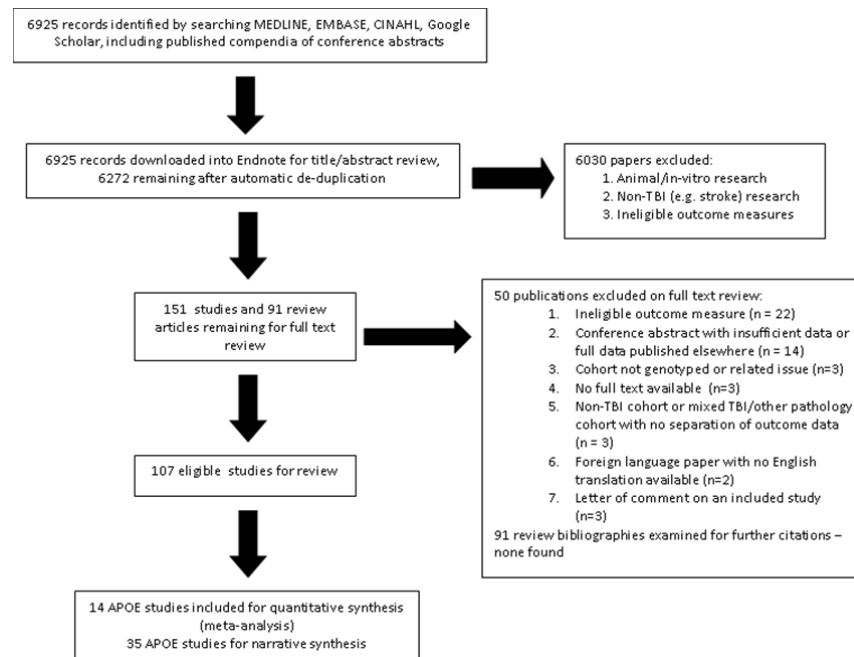 6925 records identified by searching MEDLINE, EMBASE, CINAHL, Google
Scholar, including published compendia of conference abstracts
6925 records downloaded into Endnote for title/abstract review,
6272 remaining after automatic de-duplication
6030 papers excluded:
1. Animal/in-vitro research
2. Non-TBI (e.g. stroke) research
3. Ineligible outcome measures
151 studies and 91 review
articles remaining for full text
review
50 publications excluded on full text review:
1. Ineligible outcome measure (n = 22)
2. Conference abstract with insufficient data or
full data published elsewhere (n = 14)
3. Cohort not genotyped or related issue (n=3)
4. No full text available (n=3)
5. Non-TBI cohort or mixed TBI/other pathology
cohort with no separation of outcome data
(n = 3)
6. Foreign language paper with no English
translation available (n=2)
7. Letter of comment on an included study
(n=3)
91 review bibliographies examined for further citations –
none found
107 eligible studies for review
14 APOE studies included for quantitative synthesis
(meta-analysis)
35 APOE studies for narrative synthesis